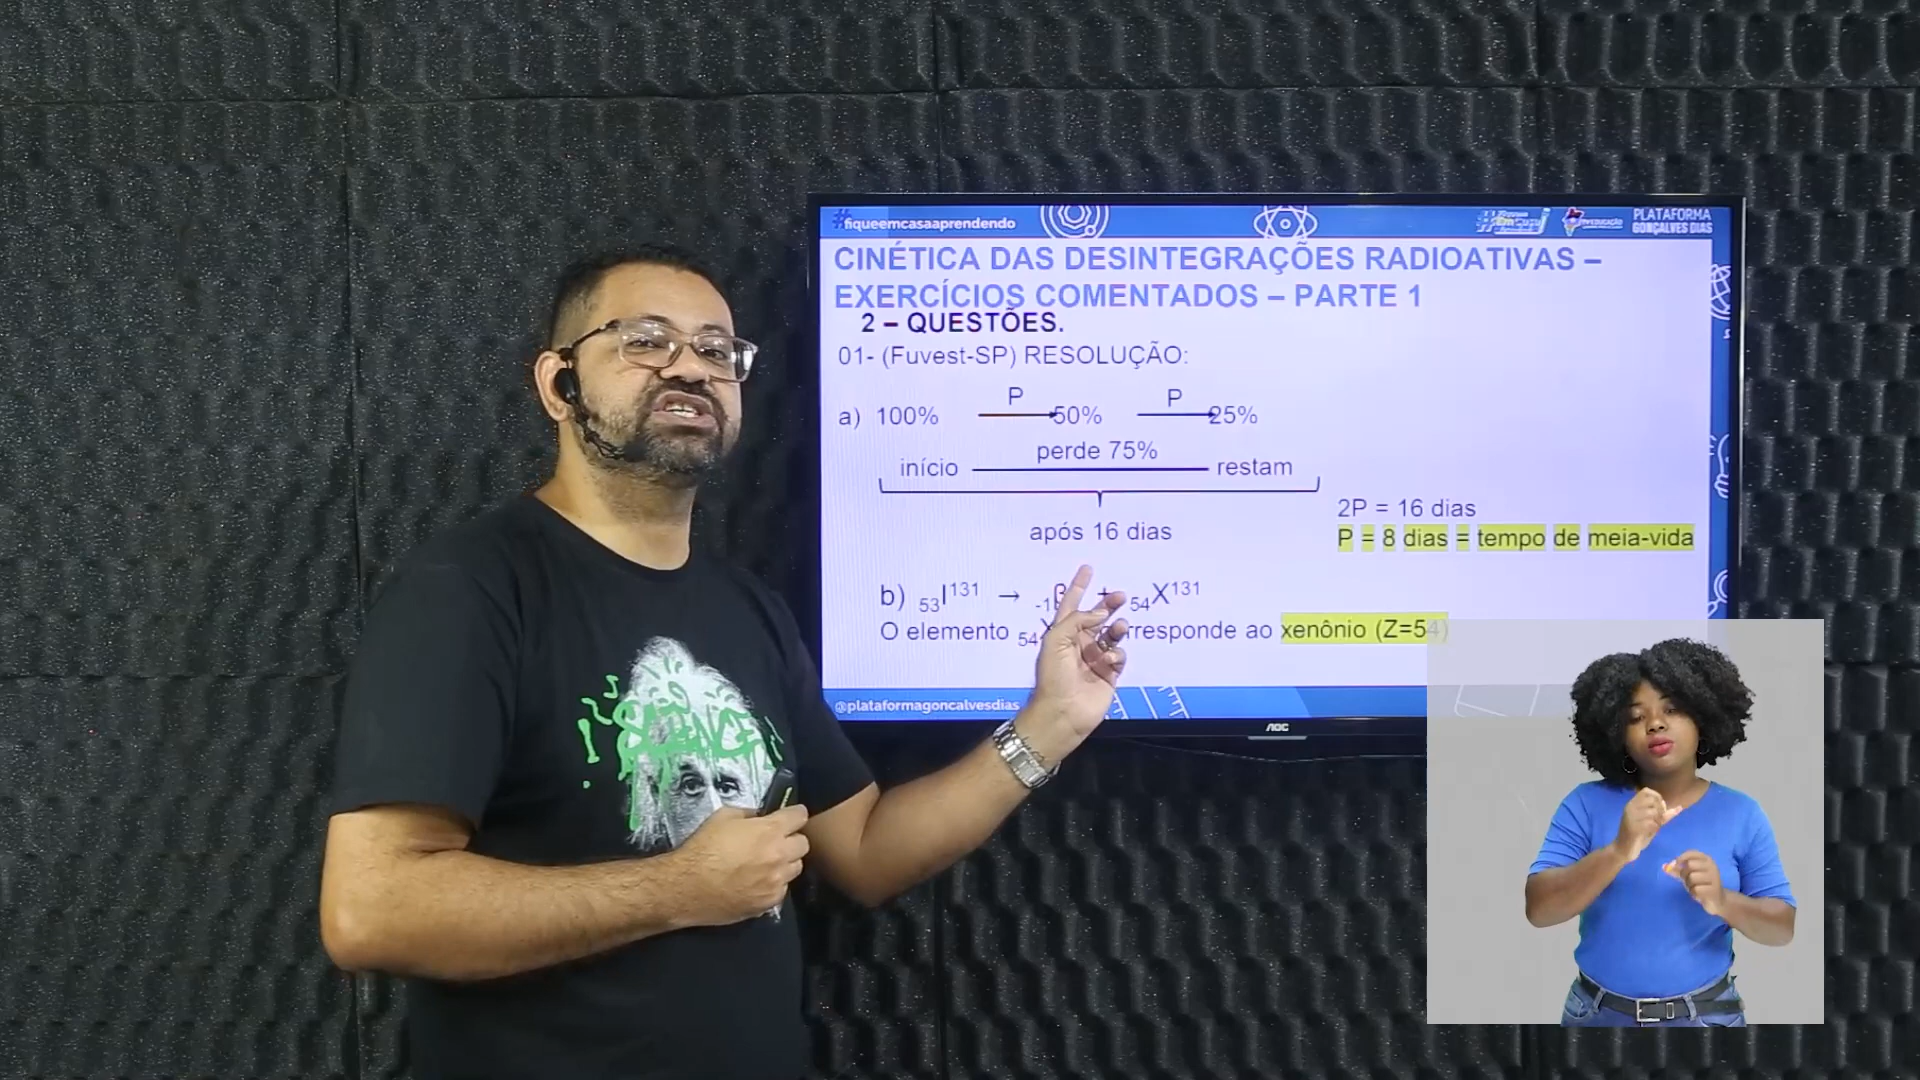 #fiqueemcasaaprendendo
PLATAFORMA
GONÇALVES DIAS
CINÉTICA DAS DESINTEGRAÇÕES RADIOATIVAS –
EXERCÍCIOS COMENTADOS – PARTE 1
2 – QUESTÕES.
01- (Fuvest-SP) RESOLUÇÃO:
P P
a) 100% 50% 25%
perde 75%
início restam
após 16 dias
2P = 16 dias
P = 8 dias = tempo de meia-vida
b) ₅₃I¹³¹ → ₋₁β + ₅₄X¹³¹
O elemento ₅₄X ao xenônio (Z=54)
@plataformagoncalvesdias
AOC
SCIENCE